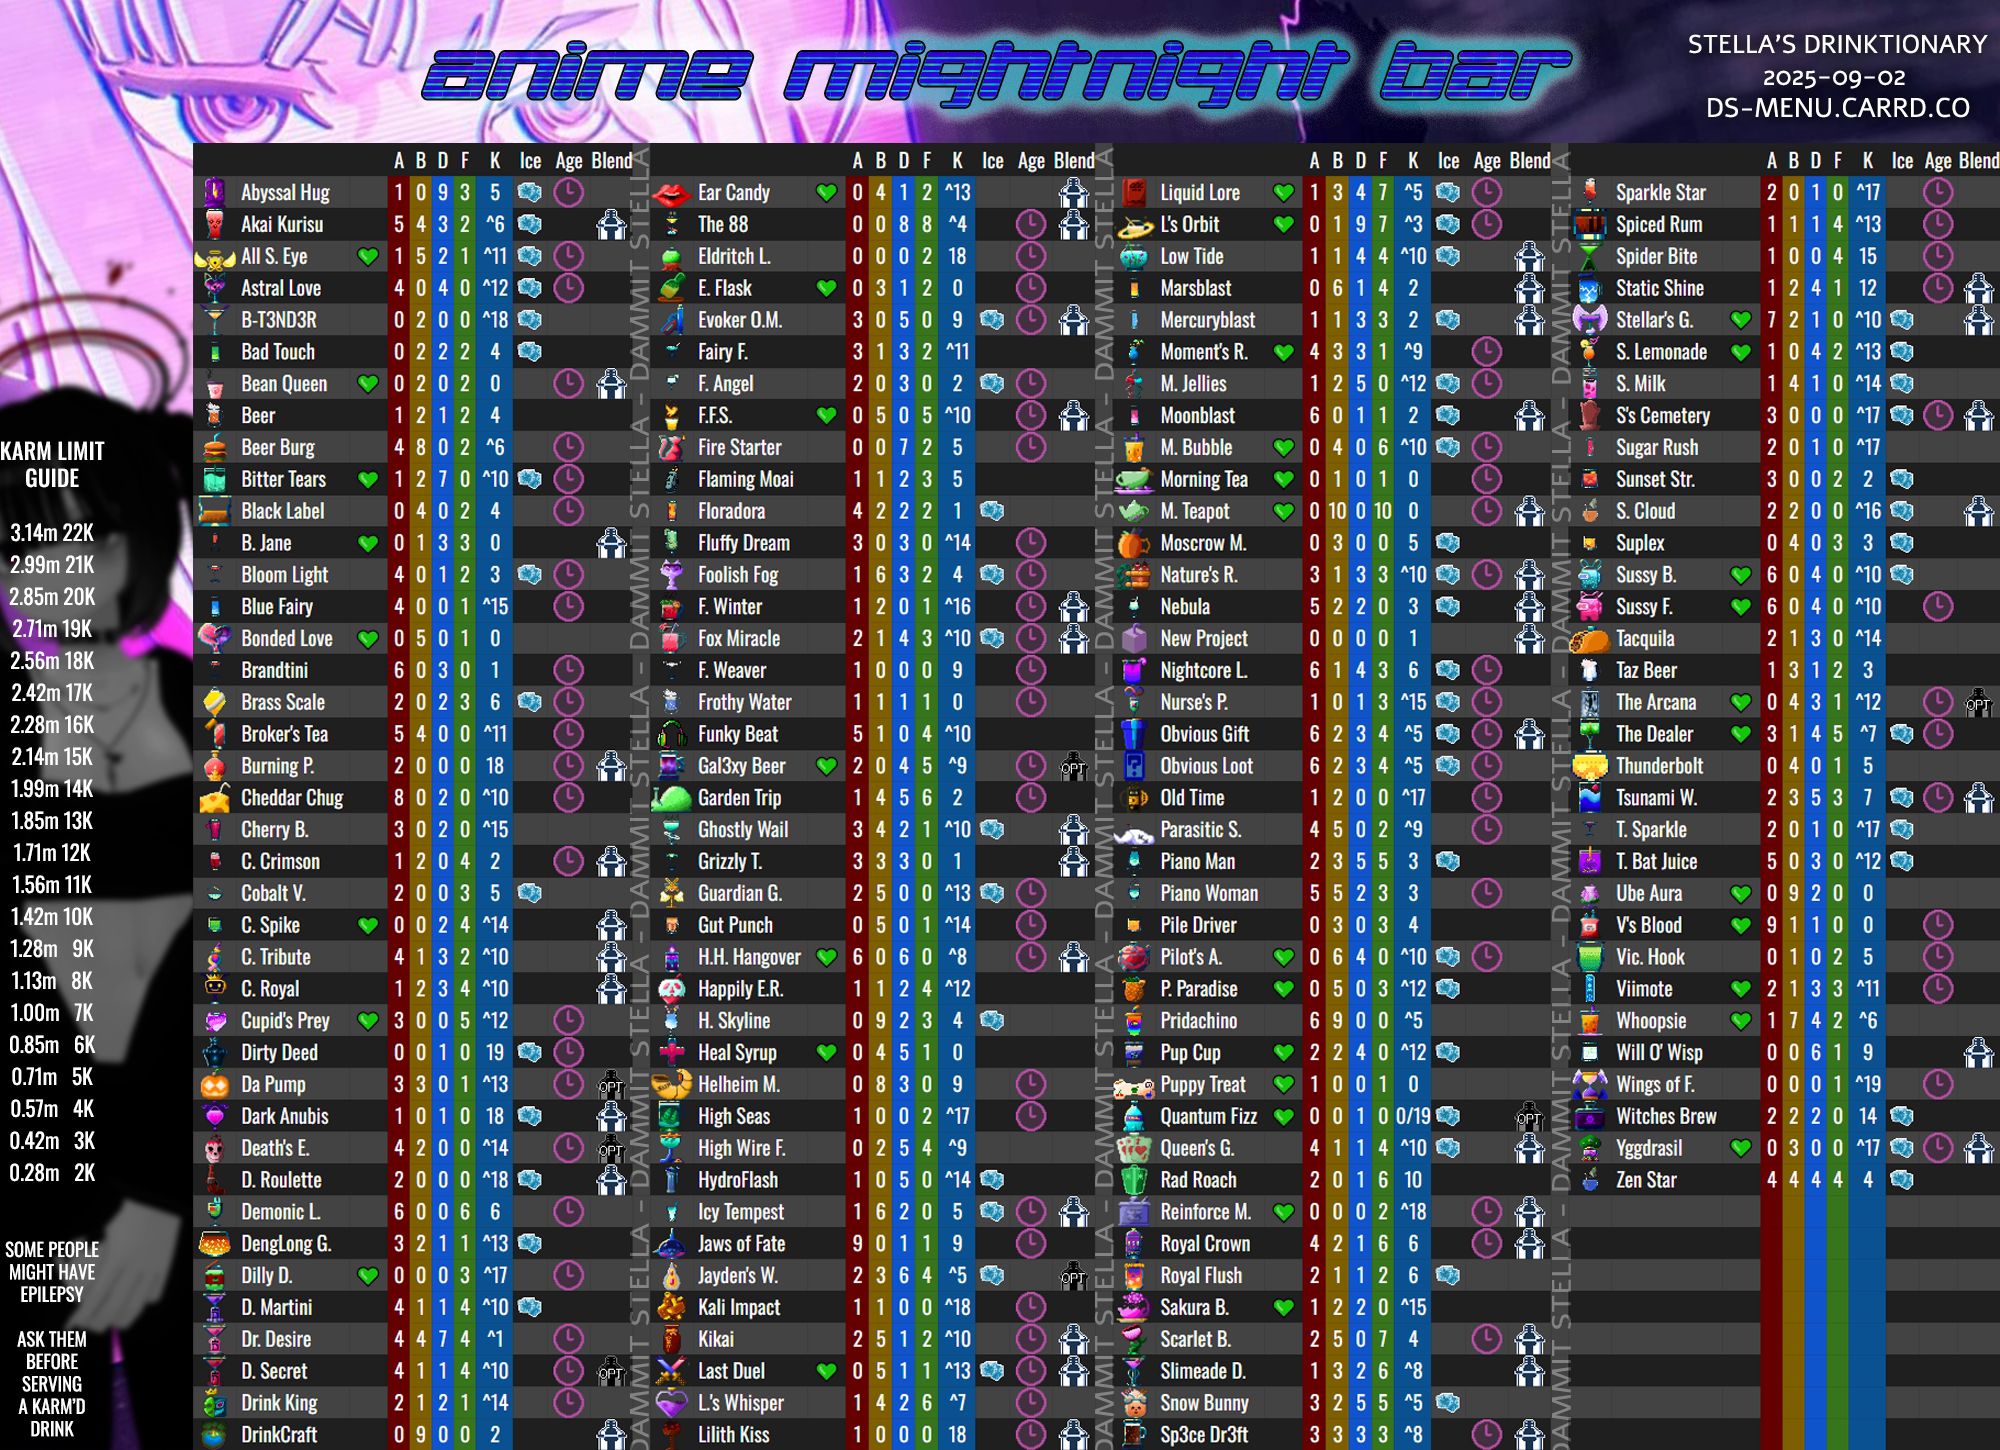 anime mightnight bar
STELLA'S DRINKTIONARY
2025-09-02
DS-MENU.CARRD.CO
KARM LIMIT
GUIDE
3.14m 22K
2.99m 21K
2.85m 20K
2.71m 19K
2.56m 18K
2.42m 17K
2.28m 16K
2.14m 15K
1.99m 14K
1.85m 13K
1.71m 12K
1.56m 11K
1.42m 10K
1.28m 9K
1.13m 8K
1.00m 7K
0.85m 6K
0.71m 5K
0.57m 4K
0.42m 3K
0.28m 2K
SOME PEOPLE
MIGHT HAVE
EPILEPSY
ASK THEM
BEFORE
SERVING
A KARM'D
DRINK
A B D F K Ice Age Blend
Abyssal Hug 1 0 9 3 5
Akai Kurisu 5 4 3 2 ^6
All S. Eye 1 5 2 1 ^11
Astral Love 4 0 4 0 ^12
B-T3ND3R 0 2 0 0 ^18
Bad Touch 0 2 2 2 4
Bean Queen 0 2 0 2 0
Beer 1 2 1 2 4
Beer Burg 4 8 0 2 ^6
Bitter Tears 1 2 7 0 ^10
Black Label 0 4 0 2 4
B. Jane 0 1 3 3 0
Bloom Light 4 0 1 2 3
Blue Fairy 4 0 0 1 ^15
Bonded Love 0 5 0 1 0
Brandtini 6 0 3 0 1
Brass Scale 2 0 2 3 6
Broker's Tea 5 4 0 0 ^11
Burning P. 2 0 0 0 18
Cheddar Chug 8 0 2 0 ^10
Cherry B. 3 0 2 0 ^15
C. Crimson 1 2 0 4 2
Cobalt V. 2 0 0 3 5
C. Spike 0 0 2 4 ^14
C. Tribute 4 1 3 2 ^10
C. Royal 1 2 3 4 ^10
Cupid's Prey 3 0 0 5 ^12
Dirty Deed 0 0 1 0 19
Da Pump 3 3 0 1 ^13 OPT
Dark Anubis 1 0 1 0 18
Death's E. 4 2 0 0 ^14 OPT
D. Roulette 2 0 0 0 ^18
Demonic L. 6 0 0 6 6
DengLong G. 3 2 1 1 ^13
Dilly D. 0 0 0 3 ^17
D. Martini 4 1 1 4 ^10
Dr. Desire 4 4 7 4 ^1
D. Secret 4 1 1 4 ^10 OPT
Drink King 2 1 2 1 ^14
DrinkCraft 0 9 0 0 2
DAMMIT STELLA - DAMMIT STELLA - DAMMIT STELLA - DAMMIT STELLA
A B D F K Ice Age Blend
Ear Candy 0 4 1 2 ^13
The 88 0 0 8 8 ^4
Eldritch L. 0 0 0 2 18
E. Flask 0 3 1 2 0
Evoker O.M. 3 0 5 0 9
Fairy F. 3 1 3 2 ^11
F. Angel 2 0 3 0 2
F.F.S. 0 5 0 5 ^10
Fire Starter 0 0 7 2 5
Flaming Moai 1 1 2 3 5
Floradora 4 2 2 2 1
Fluffy Dream 3 0 3 0 ^14
Foolish Fog 1 6 3 2 4
F. Winter 1 2 0 1 ^16
Fox Miracle 2 1 4 3 ^10
F. Weaver 1 0 0 0 9
Frothy Water 1 1 1 1 0
Funky Beat 5 1 0 4 ^10
Gal3xy Beer 2 0 4 5 ^9 OPT
Garden Trip 1 4 5 6 2
Ghostly Wail 3 4 2 1 ^10
Grizzly T. 3 3 3 0 1
Guardian G. 2 5 0 0 ^13
Gut Punch 0 5 0 1 ^14
H.H. Hangover 6 0 6 0 ^8
Happily E.R. 1 1 2 4 ^12
H. Skyline 0 9 2 3 4
Heal Syrup 0 4 5 1 0
Helheim M. 0 8 3 0 9
High Seas 1 0 0 2 ^17
High Wire F. 0 2 5 4 ^9
HydroFlash 1 0 5 0 ^14
Icy Tempest 1 6 2 0 5
Jaws of Fate 9 0 1 1 9
Jayden's W. 2 3 6 4 ^5 OPT
Kali Impact 1 1 0 0 ^18
Kikai 2 5 1 2 ^10
Last Duel 0 5 1 1 ^13
L.'s Whisper 1 4 2 6 ^7
Lilith Kiss 1 0 0 0 18
DAMMIT STELLA - DAMMIT STELLA - DAMMIT STELLA - DAMMIT STELLA
A B D F K Ice Age Blend
Liquid Lore 1 3 4 7 ^5
L's Orbit 0 1 9 7 ^3
Low Tide 1 1 4 4 ^10
Marsblast 0 6 1 4 2
Mercuryblast 1 1 3 3 2
Moment's R. 4 3 3 1 ^9
M. Jellies 1 2 5 0 ^12
Moonblast 6 0 1 1 2
M. Bubble 0 4 0 6 ^10
Morning Tea 0 1 0 1 0
M. Teapot 0 10 0 10 0
Moscrow M. 0 3 0 0 5
Nature's R. 3 1 3 3 ^10
Nebula 5 2 2 0 3
New Project 0 0 0 0 1
Nightcore L. 6 1 4 3 6
Nurse's P. 1 0 1 3 ^15
Obvious Gift 6 2 3 4 ^5
Obvious Loot 6 2 3 4 ^5
Old Time 1 2 0 0 ^17
Parasitic S. 4 5 0 2 ^9
Piano Man 2 3 5 5 3
Piano Woman 5 5 2 3 3
Pile Driver 0 3 0 3 4
Pilot's A. 0 6 4 0 ^10
P. Paradise 0 5 0 3 ^12
Pridachino 6 9 0 0 ^5
Pup Cup 2 2 4 0 ^12
Puppy Treat 1 0 0 1 0
Quantum Fizz 0 0 1 0 0/19 OPT
Queen's G. 4 1 1 4 ^10
Rad Roach 2 0 1 6 10
Reinforce M. 0 0 0 2 ^18
Royal Crown 4 2 1 6 6
Royal Flush 2 1 1 2 6
Sakura B. 1 2 2 0 ^15
Scarlet B. 2 5 0 7 4
Slimeade D. 1 3 2 6 ^8
Snow Bunny 3 2 5 5 ^5
Sp3ce Dr3ft 3 3 3 3 ^8
DAMMIT STELLA - DAMMIT STELLA - DAMMIT STELLA - DAMMIT STELLA
A B D F K Ice Age Blend
Sparkle Star 2 0 1 0 ^17
Spiced Rum 1 1 1 4 ^13
Spider Bite 1 0 0 4 15
Static Shine 1 2 4 1 12
Stellar's G. 7 2 1 0 ^10
S. Lemonade 1 0 4 2 ^13
S. Milk 1 4 1 0 ^14
S's Cemetery 3 0 0 0 ^17
Sugar Rush 2 0 1 0 ^17
Sunset Str. 3 0 0 2 2
S. Cloud 2 2 0 0 ^16
Suplex 0 4 0 3 3
Sussy B. 6 0 4 0 ^10
Sussy F. 6 0 4 0 ^10
Tacquila 2 1 3 0 ^14
Taz Beer 1 3 1 2 3
The Arcana 0 4 3 1 ^12 OPT
The Dealer 3 1 4 5 ^7
Thunderbolt 0 4 0 1 5
Tsunami W. 2 3 5 3 7
T. Sparkle 2 0 1 0 ^17
T. Bat Juice 5 0 3 0 ^12
Ube Aura 0 9 2 0 0
V's Blood 9 1 1 0 0
Vic. Hook 0 1 0 2 5
Viimote 2 1 3 3 ^11
Whoopsie 1 7 4 2 ^6
Will O' Wisp 0 0 6 1 9
Wings of F. 0 0 0 1 ^19
Witches Brew 2 2 2 0 14
Yggdrasil 0 3 0 0 ^17
Zen Star 4 4 4 4 4